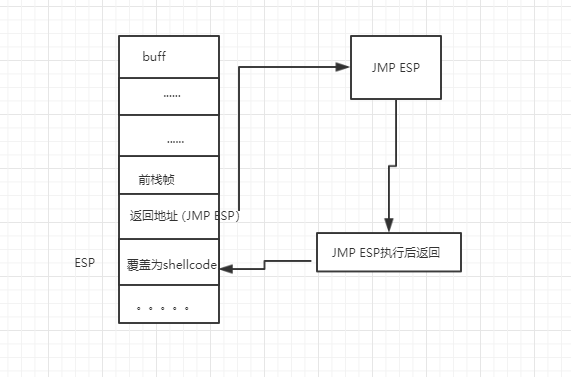 buff
JMP ESP
......
......
前栈帧
返回地址 (JMP ESP)
JMP ESP执行后返回
ESP
覆盖为shellcode
。。。。。